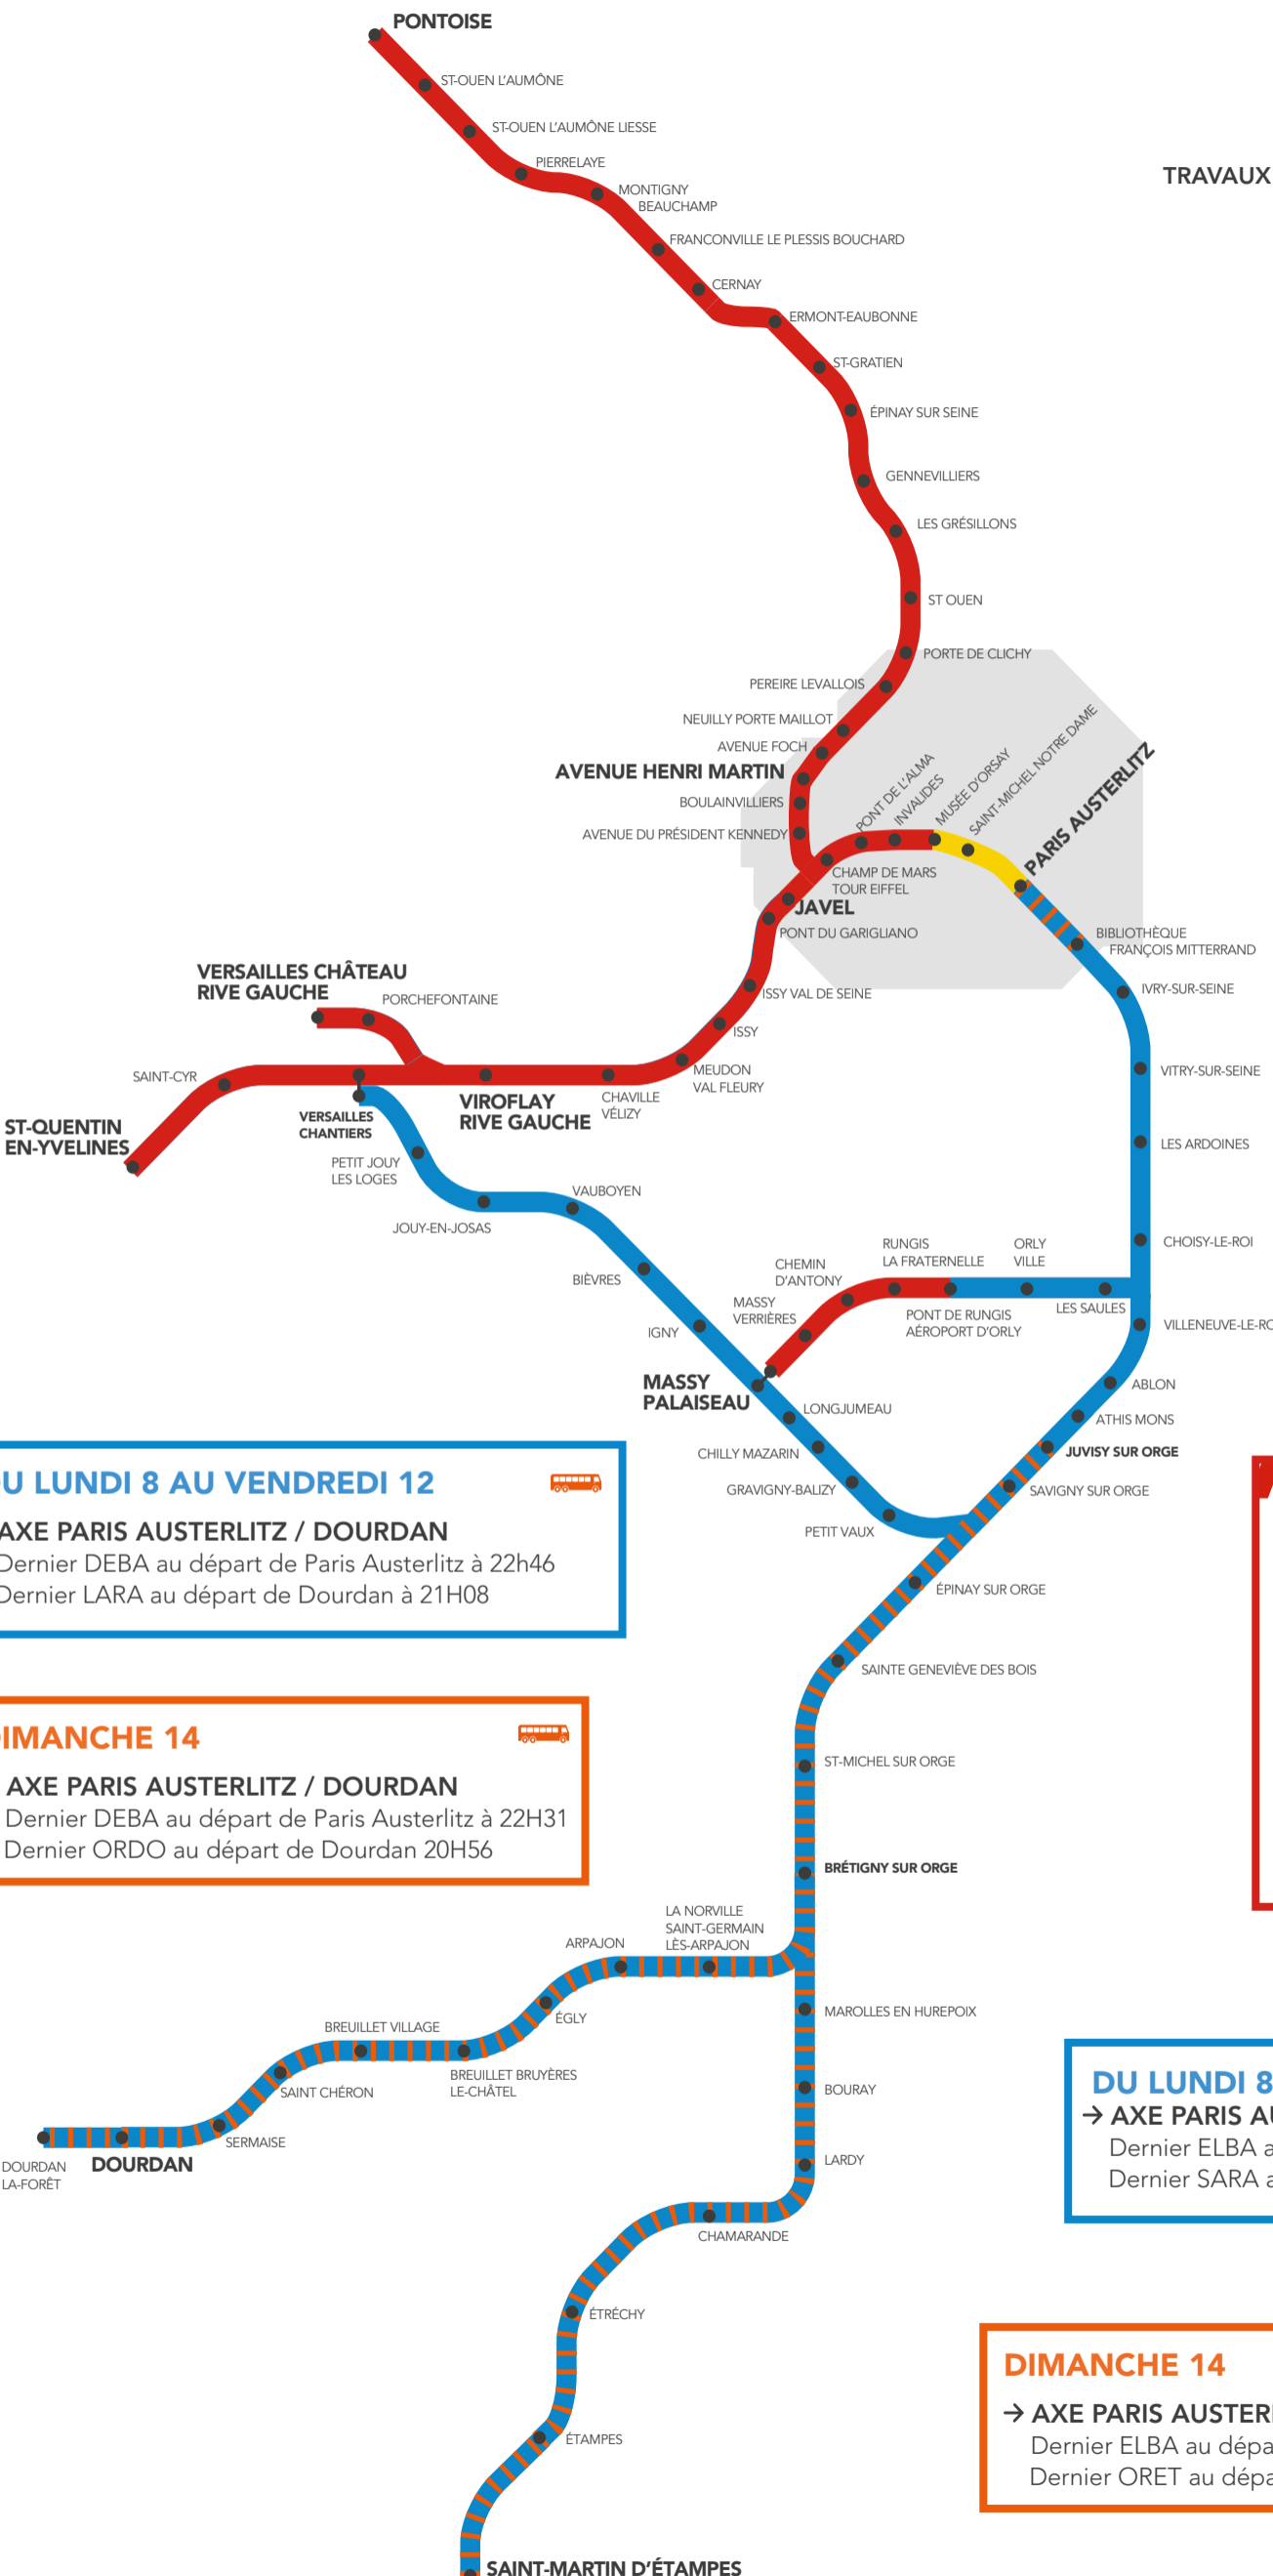 PONTOISE
ST-OUEN L'AUMÔNE
ST-OUEN L'AUMÔNE LIESSE
PIERRELAYE
TRAVAUX
MONTIGNY
BEAUCHAMP
FRANCONVILLE LE PLESSIS BOUCHARD
CERNAY
ERMONT-EAUBONNE
ST-GRATIEN
ÉPINAY SUR SEINE
GENNEVILLIERS
LES GRÉSILLONS
ST OUEN
PORTE DE CLICHY
PEREIRE LEVALLOIS
NEUILLY PORTE MAILLOT
AVENUE FOCH
AVENUE HENRI MARTIN
BOULAINVILLIERS
AVENUE DU PRÉSIDENT KENNEDY
PONT DE L'ALMA
INVALIDES
MUSÉE D'ORSAY
SAINT-MICHEL NOTRE DAME
PARIS AUSTERLITZ
CHAMP DE MARS
TOUR EIFFEL
JAVEL
PONT DU GARIGLIANO
BIBLIOTHÈQUE
FRANÇOIS MITTERRAND
IVRY-SUR-SEINE
VERSAILLES CHÂTEAU
RIVE GAUCHE
PORCHEFONTAINE
ISSY VAL DE SEINE
ISSY
MEUDON
VAL FLEURY
SAINT-CYR
VITRY-SUR-SEINE
CHAVILLE
VÉLIZY
VIROFLAY
RIVE GAUCHE
VERSAILLES
CHANTIERS
ST-QUENTIN
EN-YVELINES
LES ARDOINES
PETIT JOUY
LES LOGES
VAUBOYEN
JOUY-EN-JOSAS
CHOISY-LE-ROI
RUNGIS
LA FRATERNELLE
ORLY
VILLE
CHEMIN
D'ANTONY
BIÈVRES
MASSY
VERRIÈRES
PONT DE RUNGIS
AÉROPORT D'ORLY
LES SAULES
VILLENEUVE-LE-RO
IGNY
MASSY
PALAISEAU
ABLON
LONGJUMEAU
ATHIS MONS
CHILLY MAZARIN
JUVISY SUR ORGE
GRAVIGNY-BALIZY
SAVIGNY SUR ORGE
PETIT VAUX
U LUNDI 8 AU VENDREDI 12
AXE PARIS AUSTERLITZ / DOURDAN
Dernier DEBA au départ de Paris Austerlitz à 22h46
Dernier LARA au départ de Dourdan à 21H08
ÉPINAY SUR ORGE
SAINTE GENEVIÈVE DES BOIS
IMANCHE 14
AXE PARIS AUSTERLITZ / DOURDAN
Dernier DEBA au départ de Paris Austerlitz à 22H31
Dernier ORDO au départ de Dourdan 20H56
ST-MICHEL SUR ORGE
BRÉTIGNY SUR ORGE
LA NORVILLE
SAINT-GERMAIN
LÈS-ARPAJON
ARPAJON
ÉGLY
MAROLLES EN HUREPOIX
BREUILLET VILLAGE
BREUILLET BRUYÈRES
LE-CHÂTEL
SAINT CHÉRON
BOURAY
SERMAISE
DOURDAN
DOURDAN
LA-FORÊT
LARDY
DU LUNDI 8
→ AXE PARIS AU
Dernier ELBA a
Dernier SARA a
CHAMARANDE
ÉTRÉCHY
DIMANCHE 14
→ AXE PARIS AUSTER
Dernier ELBA au dépa
Dernier ORET au dépa
ÉTAMPES
SAINT-MARTIN D'ÉTAMPES